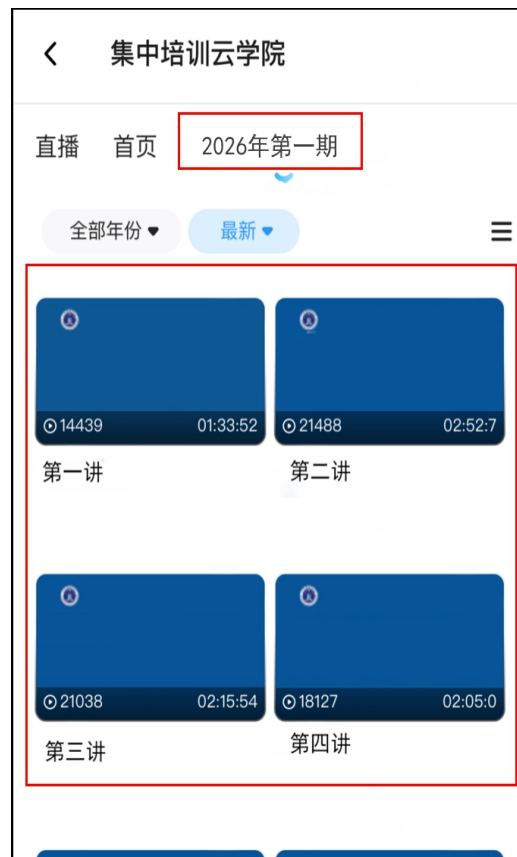 集中培训云学院
直播 首页 2026年第一期
全部年份 最新
14439 01:33:52 21488 02:52:7
第一讲 第二讲
21038 02:15:54 18127 02:05:0
第三讲 第四讲